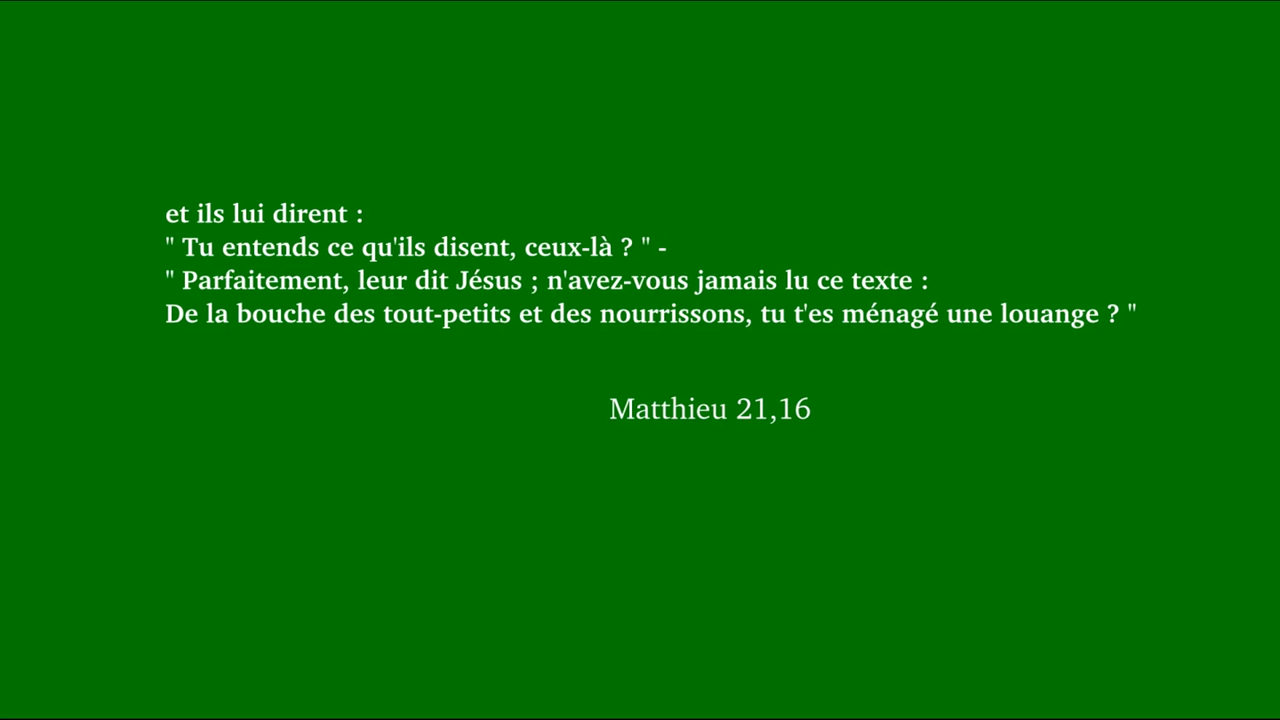 et ils lui dirent :
" Tu entends ce qu'ils disent, ceux-là ? " -
" Parfaitement, leur dit Jésus ; n'avez-vous jamais lu ce texte :
De la bouche des tout-petits et des nourrissons, tu t'es ménagé une louange ? "
Matthieu 21,16